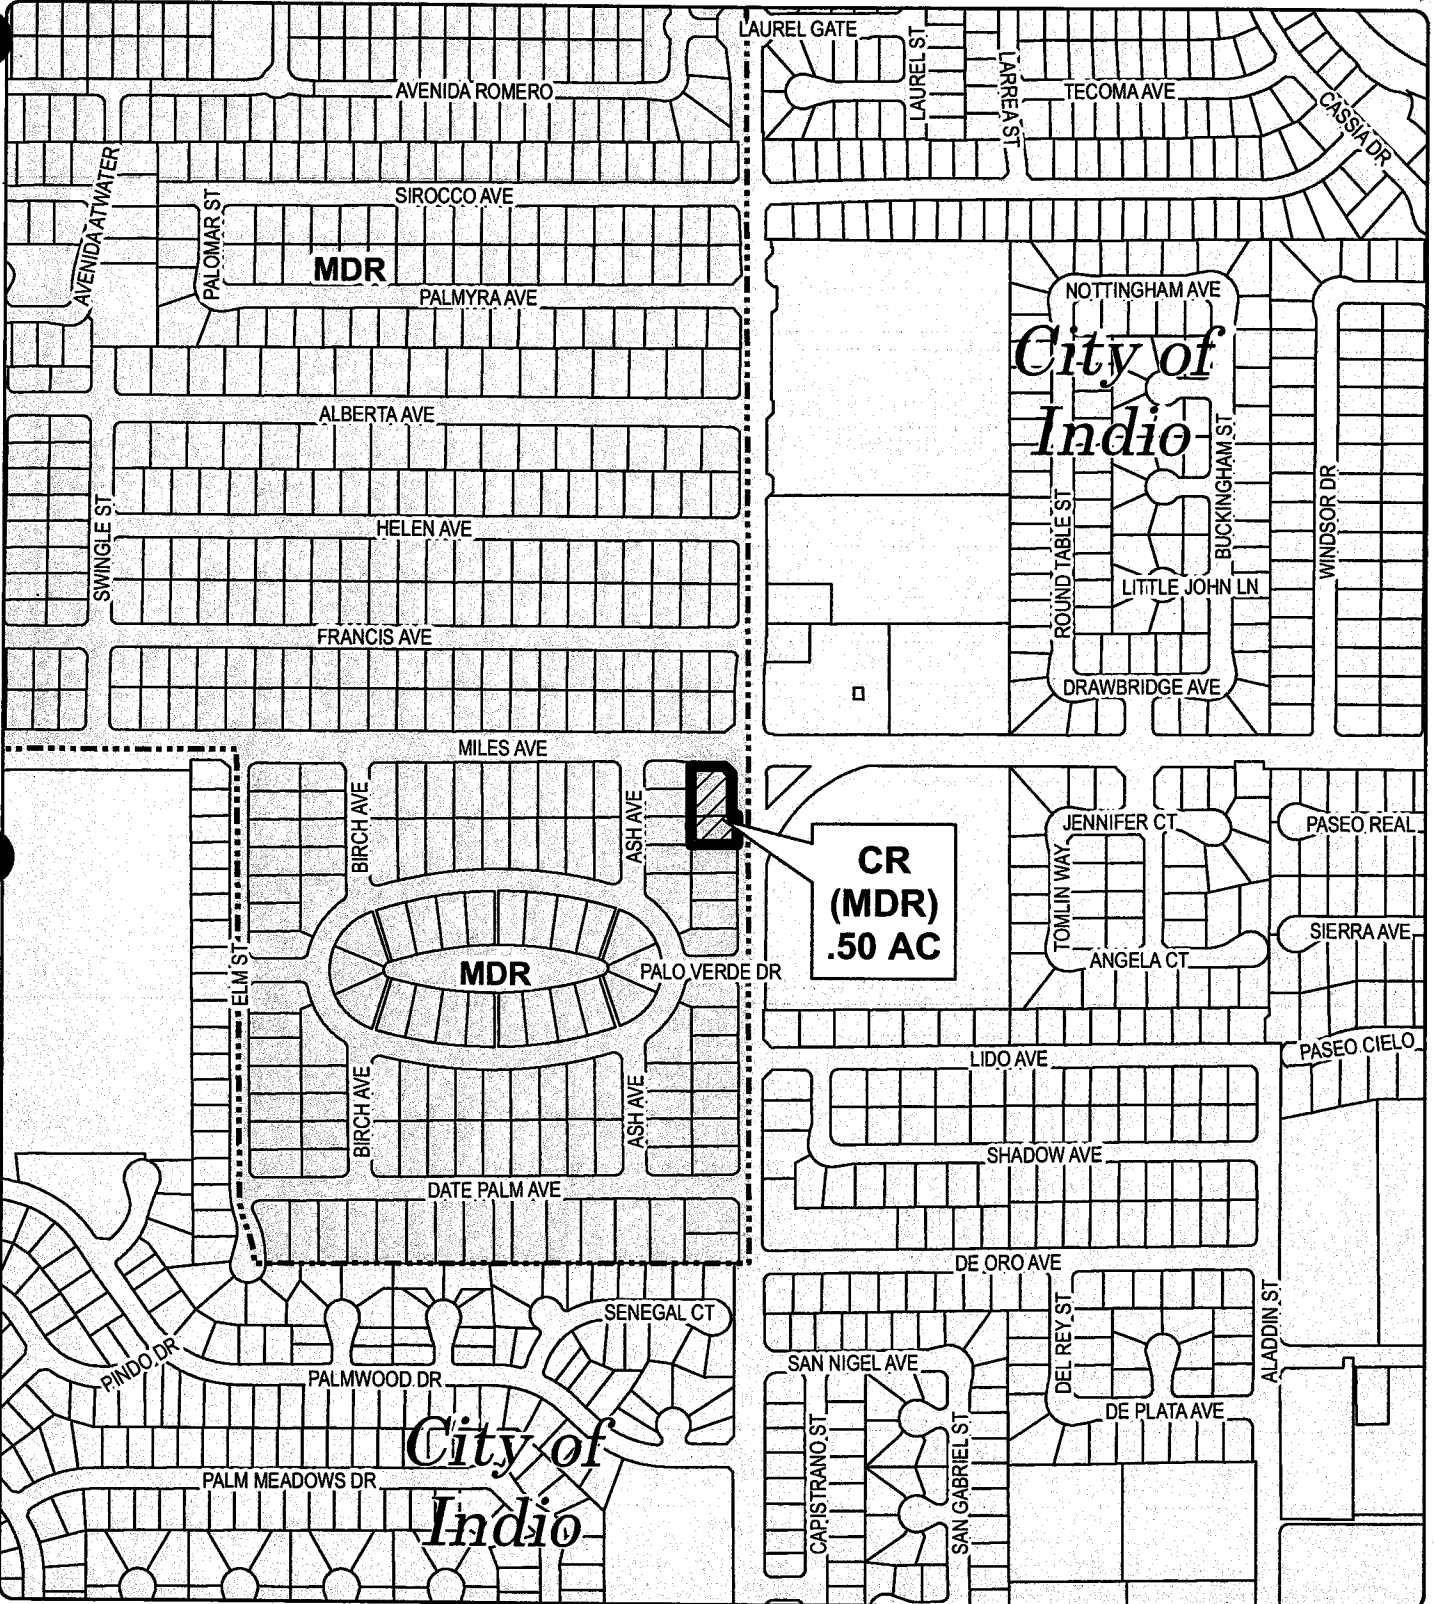 LAUREL GATE
LAUREL ST
LARREA ST
AVENIDA ROMERO
TECOMA AVE
CASSIA DR
AVENIDA ATWATER
SIROCCO AVE
PALOMAR ST
MDR
PALMYRA AVE
NOTTINGHAM AVE
City of
Indio
ALBERTA AVE
BUCKINGHAM ST
WINDSOR DR
ROUND TABLE ST
SWINGLE ST
HELEN AVE
LITTLE JOHN LN
FRANCIS AVE
DRAWBRIDGE AVE
MILES AVE
BIRCH AVE
ASH AVE
CR
(MDR)
.50 AC
JENNIFER CT
PASEO REAL
TOMLIN WAY
SIERRA AVE
ELM ST
MDR
PALO VERDE DR
ANGELA CT
LIDO AVE
PASEO CIELO
BIRCH AVE
ASH AVE
SHADOW AVE
DATE PALM AVE
DE ORO AVE
SENEGAL CT
DEL REY ST
ALADDIN ST
PINDO DR
PALMWOOD DR
SAN NIGEL AVE
DE PLATA AVE
City of
Indio
CAPISTRANO ST
SAN GABRIEL ST
PALM MEADOWS DR